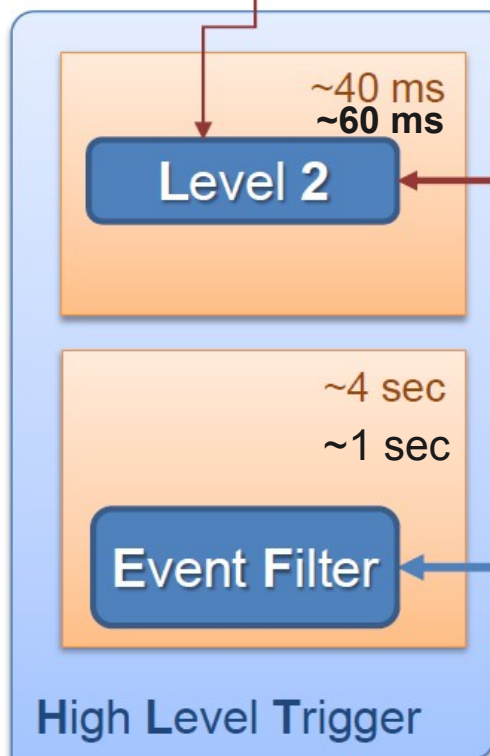 ~40 ms
~60 ms
Level 2
~4 sec
~1 sec
Event Filter
High Level Trigger